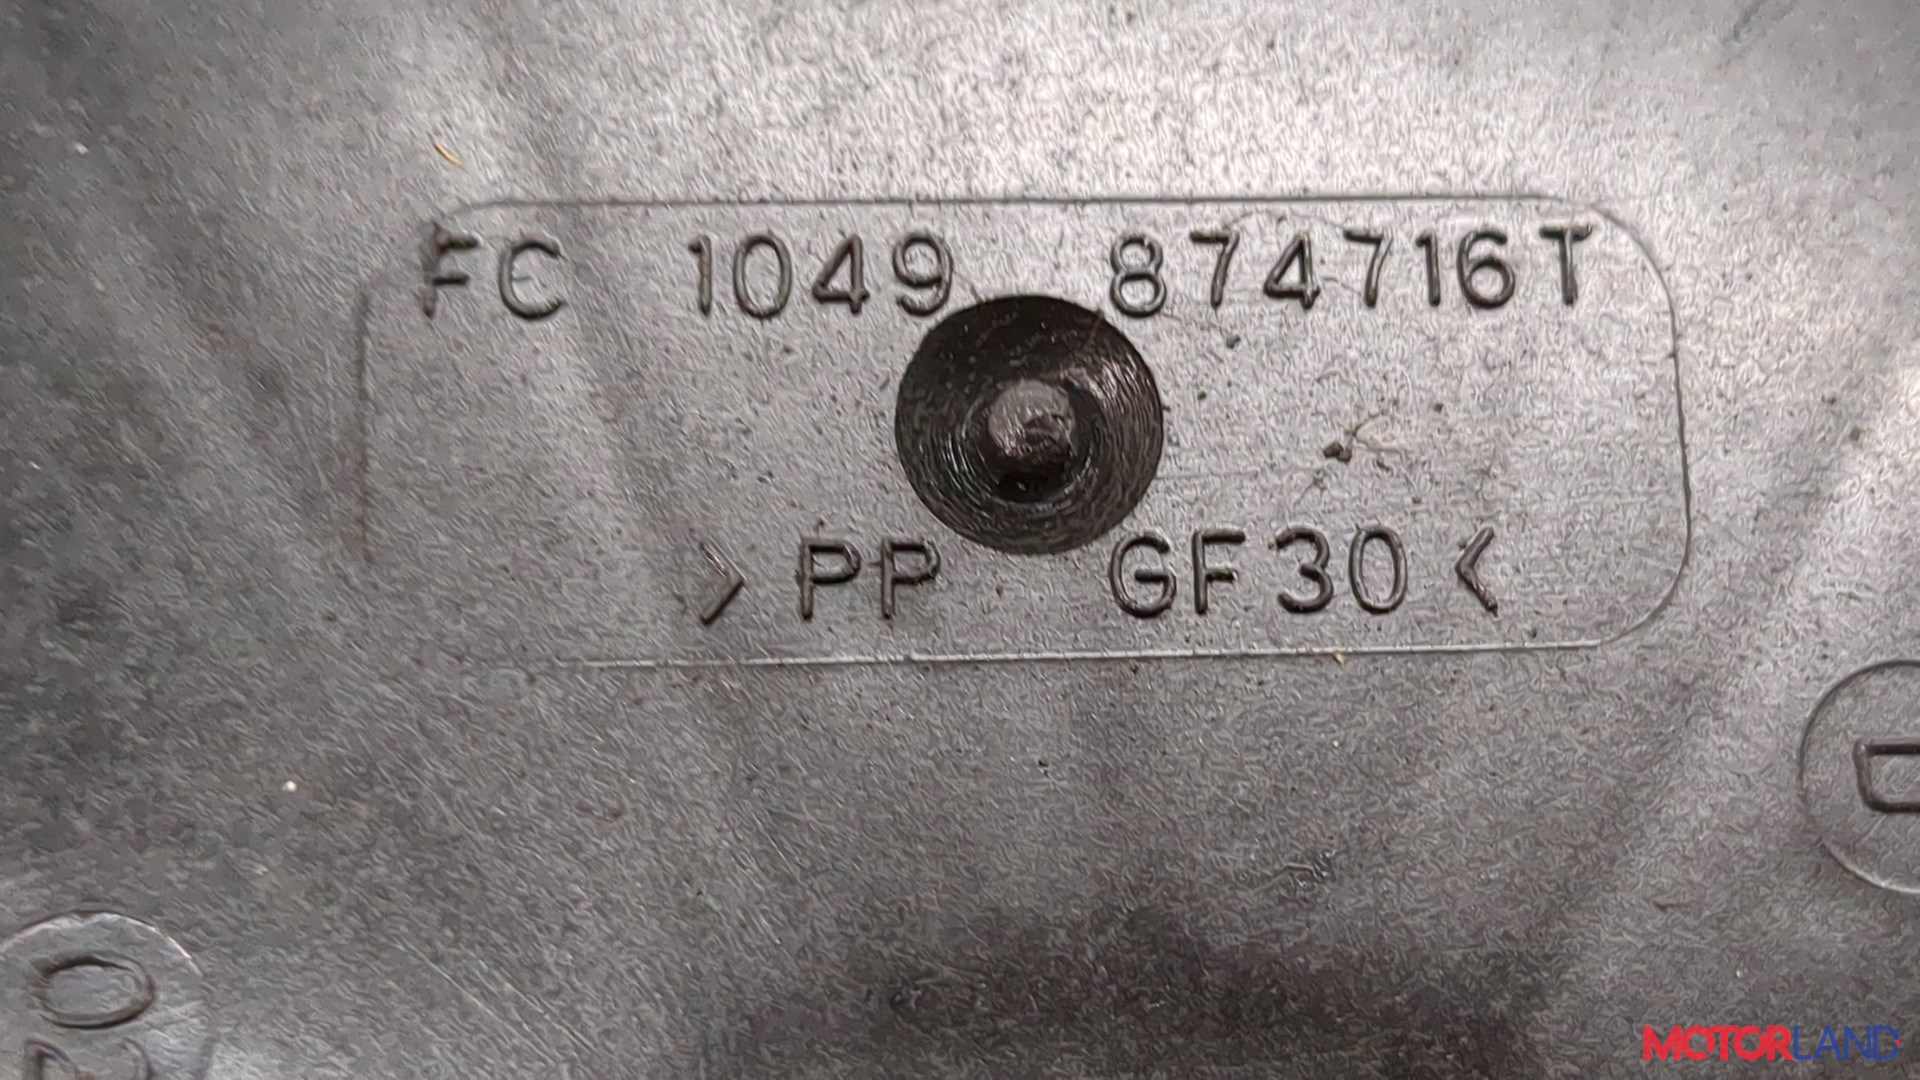 FC 1049 874716T
>PP GF30<
MOTORLAND